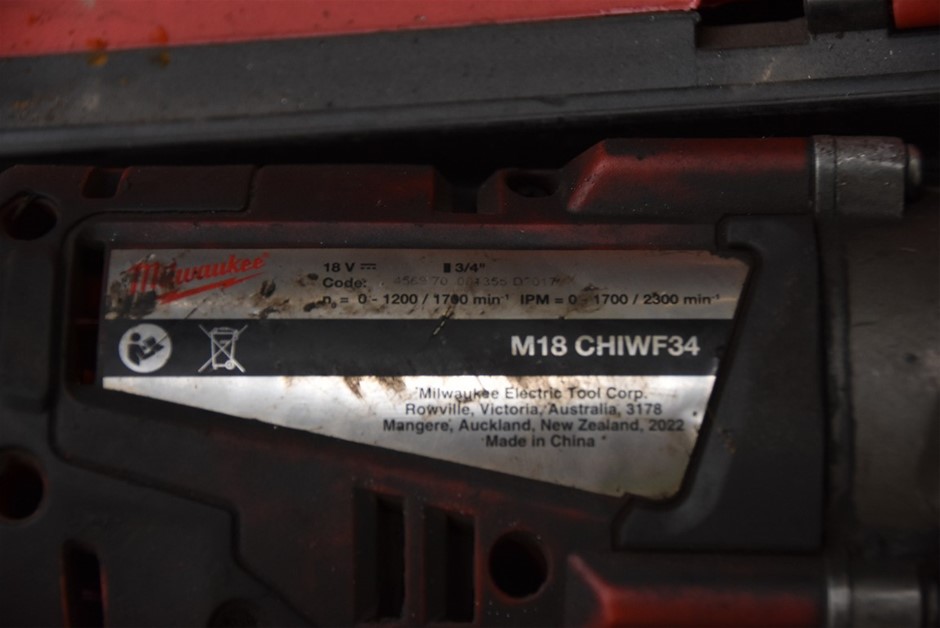 Milwaukee
18 V 3/4"
Code:
n₀ = 0 - 1200 / 1700 min⁻¹ IPM = 0 - 1700 / 2300 min⁻¹
M18 CHIWF34
Milwaukee Electric Tool Corp.
Rowville, Victoria, Australia, 3178
Mangere, Auckland, New Zealand, 2022
Made in China